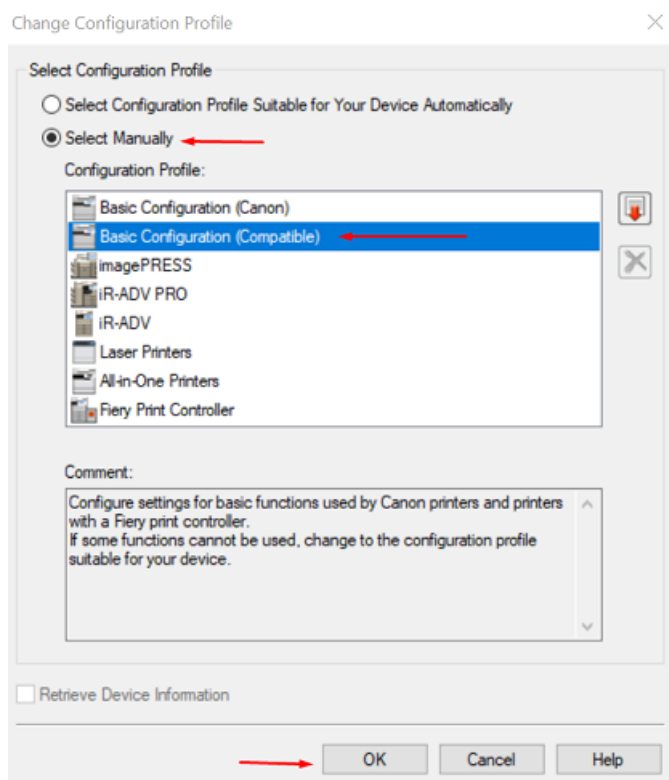 Change Configuration Profile
Select Configuration Profile
Select Configuration Profile Suitable for Your Device Automatically
Select Manually
Configuration Profile:
Basic Configuration (Canon)
Basic Configuration (Compatible)
imagePRESS
iR-ADV PRO
iR-ADV
Laser Printers
All-in-One Printers
Fiery Print Controller
Comment:
Configure settings for basic functions used by Canon printers and printers
with a Fiery print controller.
If some functions cannot be used, change to the configuration profile
suitable for your device.
Retrieve Device Information
OK Cancel Help